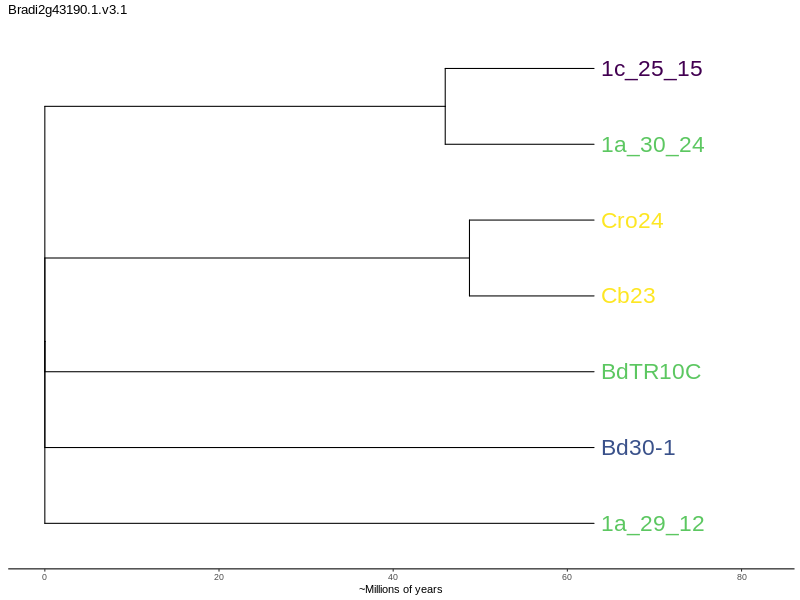 Bradi2g43190.1.v3.1
1c_25_15
1a_30_24
Cro24
Cb23
BdTR10C
Bd30-1
1a_29_12
0 20 40 60 80
~Millions of years